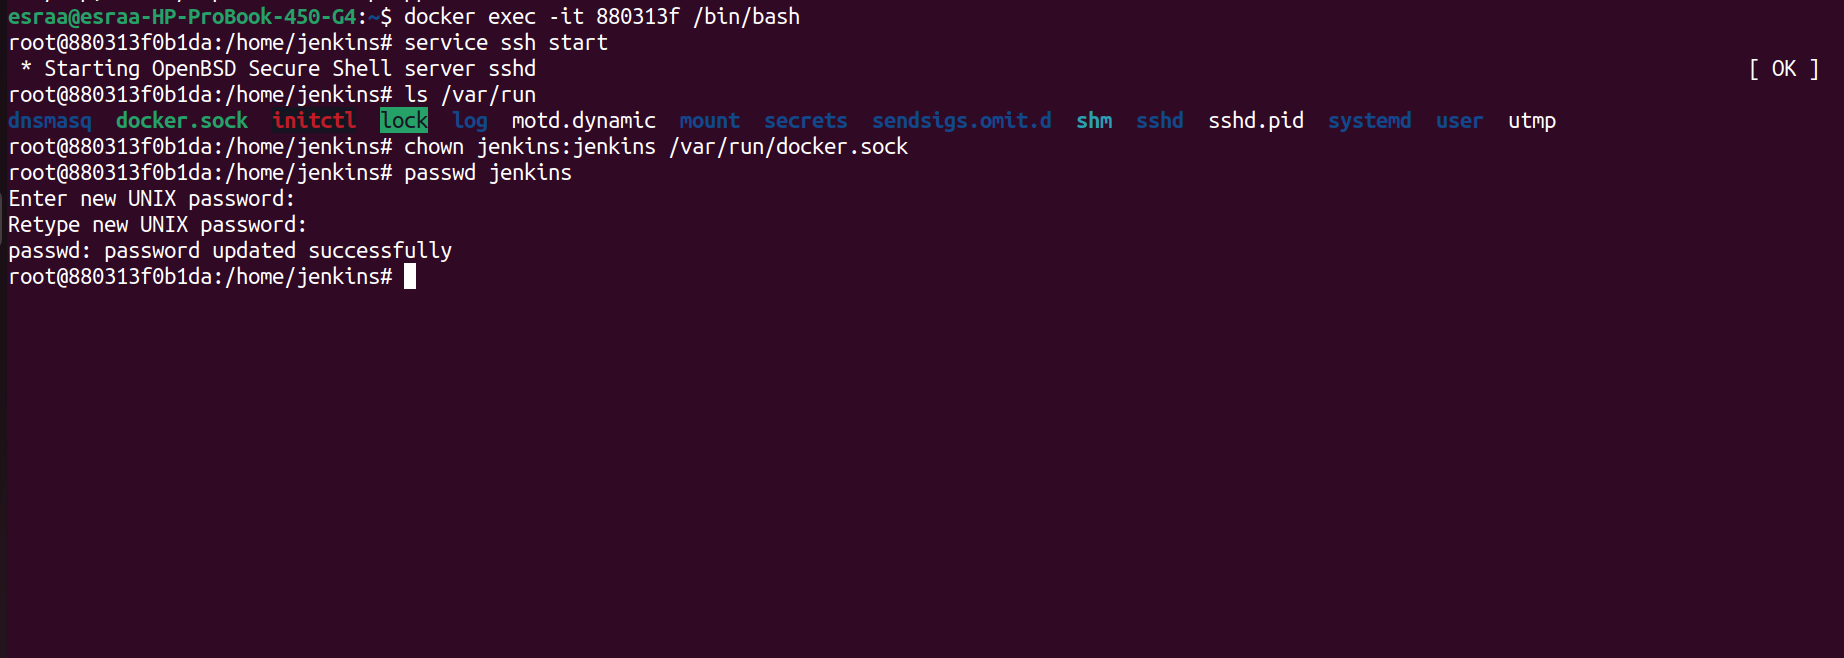 esraa@esraa-HP-ProBook-450-G4:~$ docker exec -it 880313f /bin/bash
root@880313f0b1da:/home/jenkins# service ssh start
 * Starting OpenBSD Secure Shell server sshd [ OK ]
root@880313f0b1da:/home/jenkins# ls /var/run
dnsmasq  docker.sock  initctl  lock  log  motd.dynamic  mount  secrets  sendsigs.omit.d  shm  sshd  sshd.pid  systemd  user  utmp
root@880313f0b1da:/home/jenkins# chown jenkins:jenkins /var/run/docker.sock
root@880313f0b1da:/home/jenkins# passwd jenkins
Enter new UNIX password:
Retype new UNIX password:
passwd: password updated successfully
root@880313f0b1da:/home/jenkins#